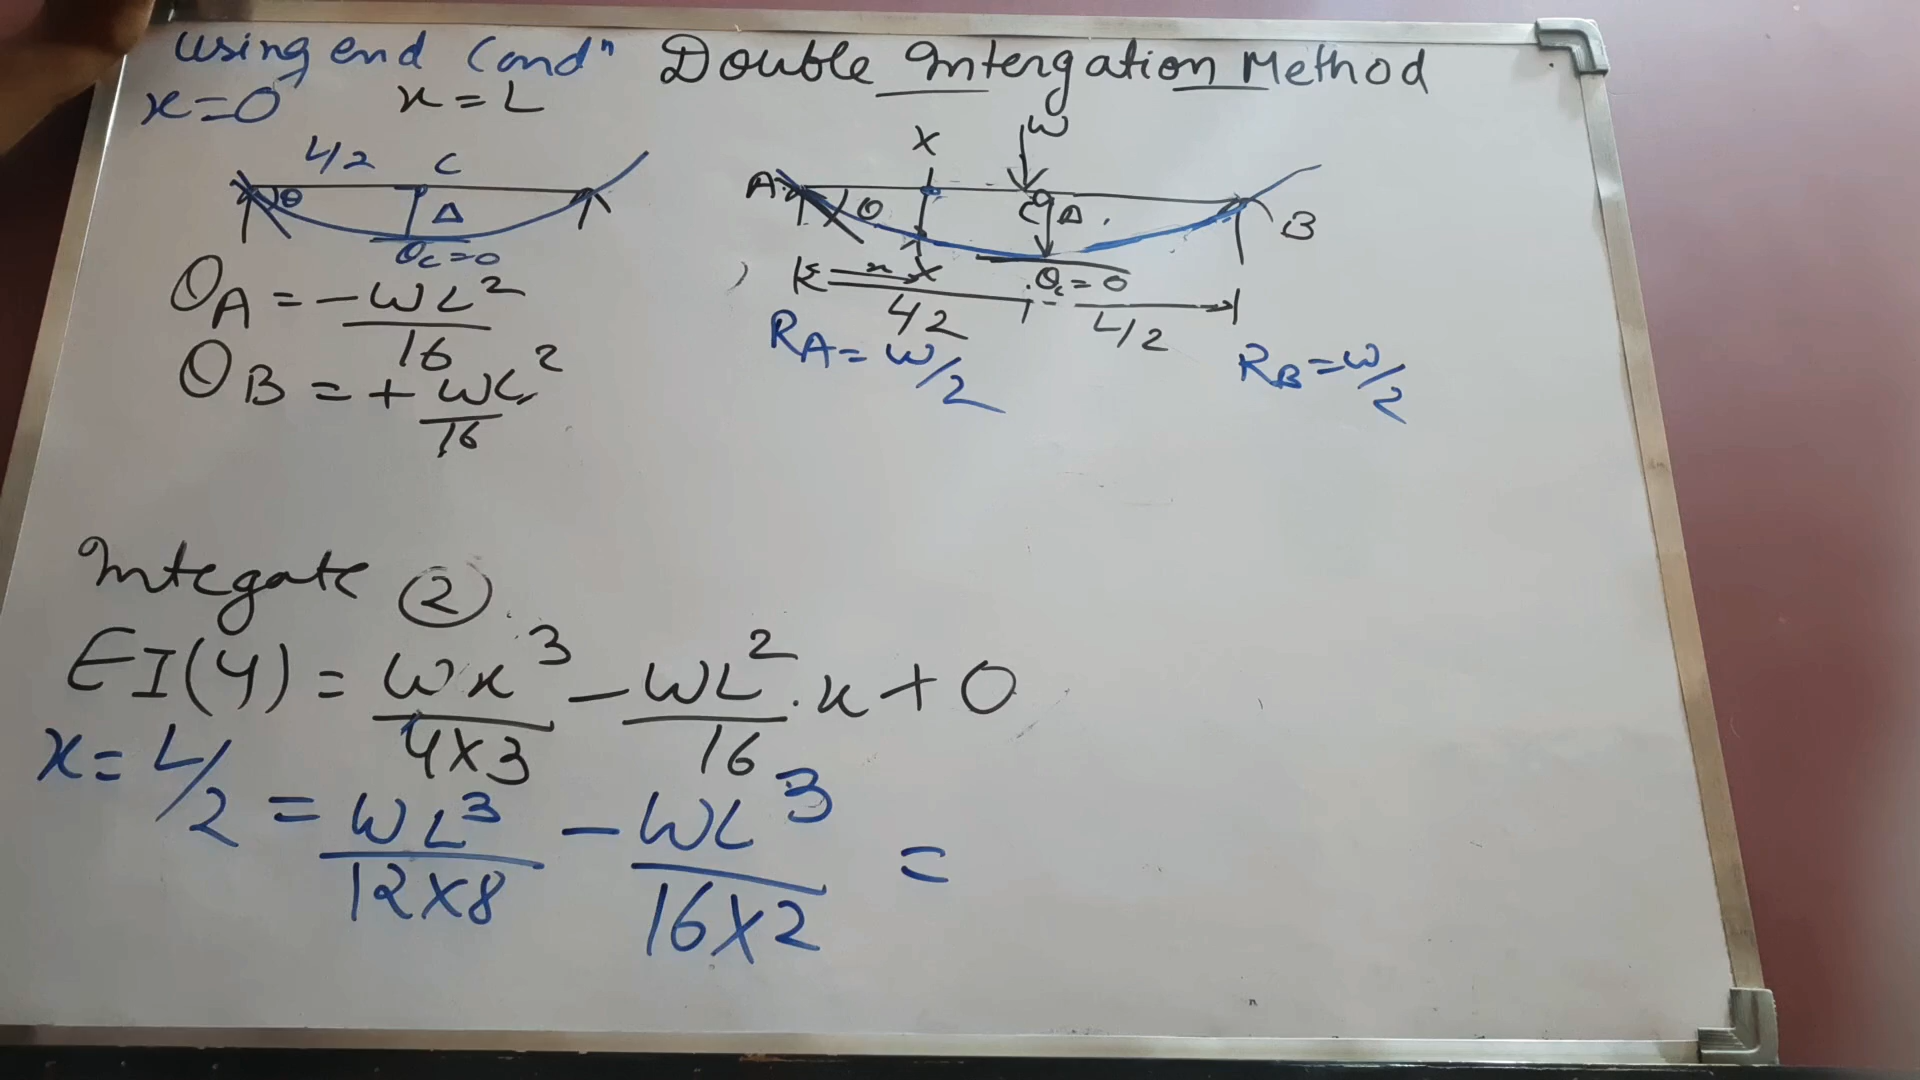 Using end Condⁿ
x=0 x=L
Double Intergation Method
L/2 C
θ Δ
θc=0
θA = -WL²/16
θB = +WL²/16
X W
A θ C Δ B
x X θc=0
L/2 L/2
RA=W/2 RB=W/2
Integate ②
EI(y) = Wx³/4×3 - WL²/16 .x+0
x=L/2 = WL³/12×8 - WL³/16×2 =